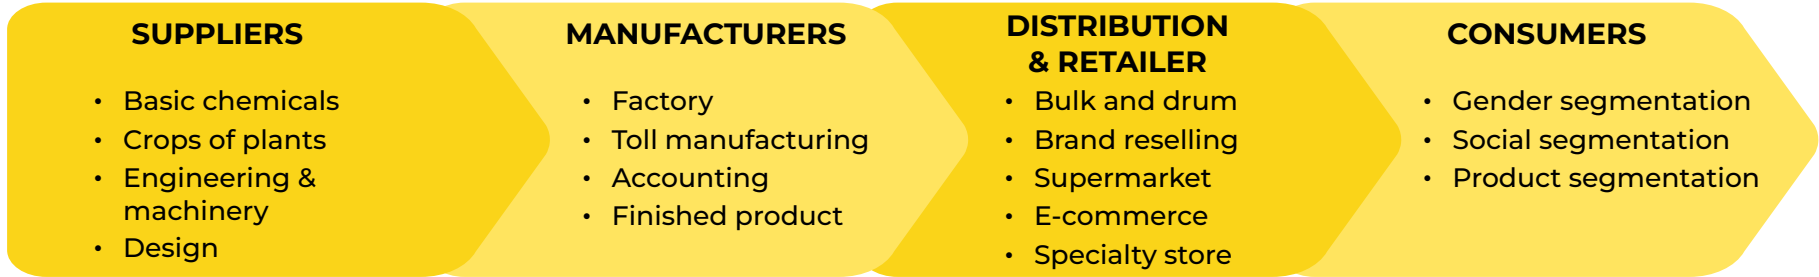 SUPPLIERS
• Basic chemicals
• Crops of plants
• Engineering &
machinery
• Design
MANUFACTURERS
• Factory
• Toll manufacturing
• Accounting
• Finished product
DISTRIBUTION
& RETAILER
• Bulk and drum
• Brand reselling
• Supermarket
• E-commerce
• Specialty store
CONSUMERS
• Gender segmentation
• Social segmentation
• Product segmentation